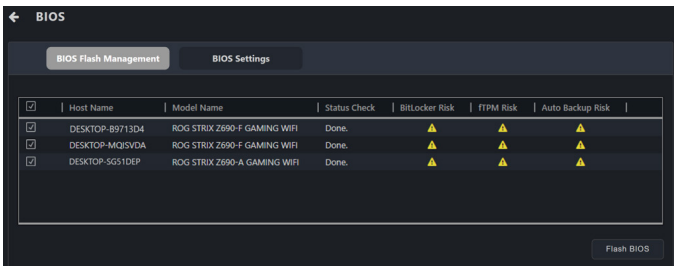 BIOS
BIOS Flash Management BIOS Settings
Host Name Model Name Status Check BitLocker Risk fTPM Risk Auto Backup Risk
DESKTOP-B9713D4 ROG STRIX Z690-F GAMING WIFI Done.
DESKTOP-MQISVDA ROG STRIX Z690-F GAMING WIFI Done.
DESKTOP-SG51DEP ROG STRIX Z690-A GAMING WIFI Done.
Flash BIOS